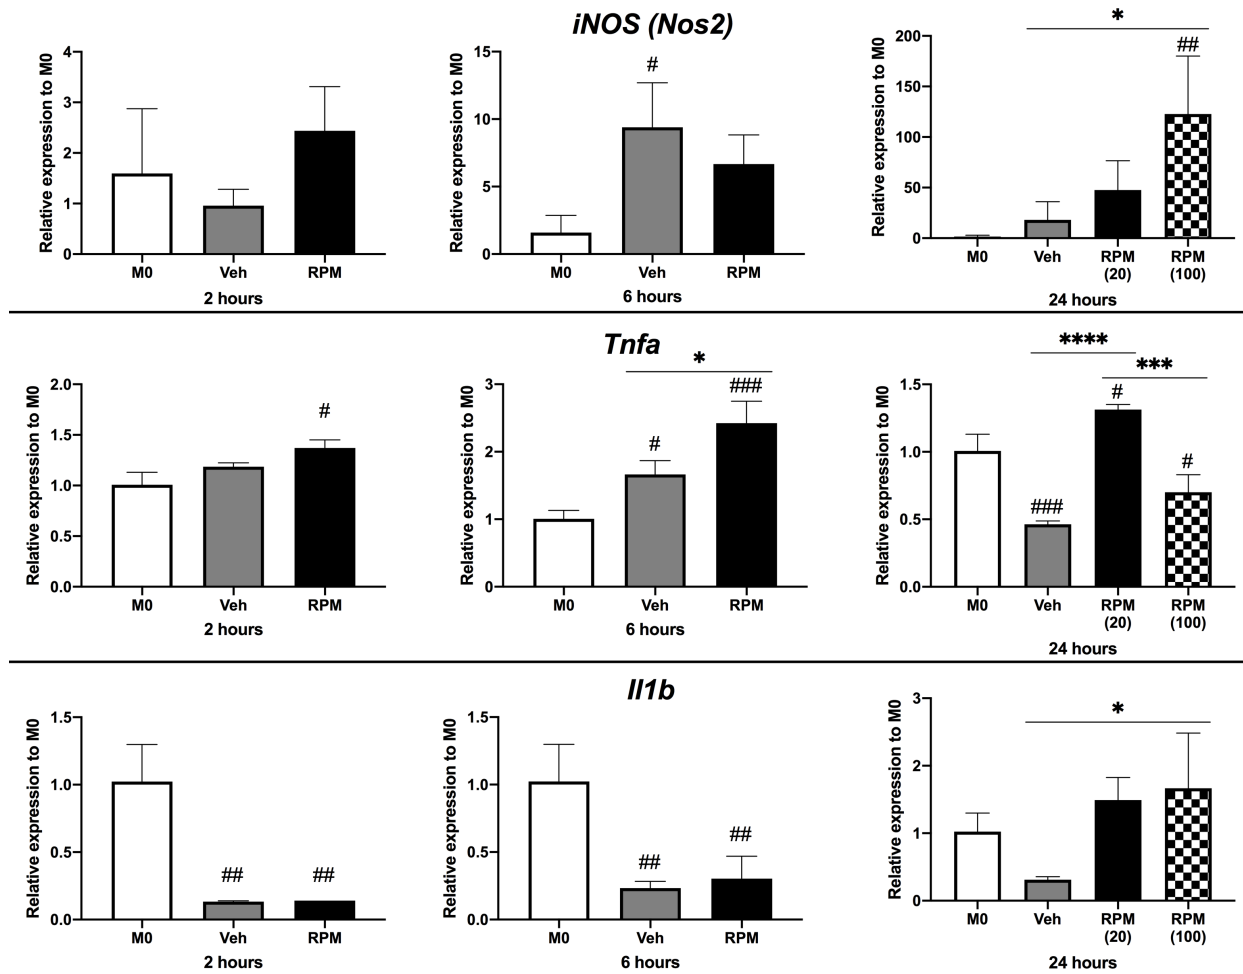 iNOS (Nos2)
Relative expression to M0
4
3
2
1
0
M0 Veh RPM
2 hours
Relative expression to M0
15
10
5
0
#
M0 Veh RPM
6 hours
Relative expression to M0
200
150
100
50
0
*
##
M0 Veh RPM RPM
(20) (100)
24 hours
Tnfa
Relative expression to M0
2.0
1.5
1.0
0.5
0.0
#
M0 Veh RPM
2 hours
Relative expression to M0
3
2
1
0
*
#
###
M0 Veh RPM
6 hours
Relative expression to M0
1.5
1.0
0.5
0.0
****
***
###
#
#
M0 Veh RPM RPM
(20) (100)
24 hours
Il1b
Relative expression to M0
1.5
1.0
0.5
0.0
## ##
M0 Veh RPM
2 hours
Relative expression to M0
1.5
1.0
0.5
0.0
##
##
M0 Veh RPM
6 hours
Relative expression to M0
3
2
1
0
*
M0 Veh RPM RPM
(20) (100)
24 hours